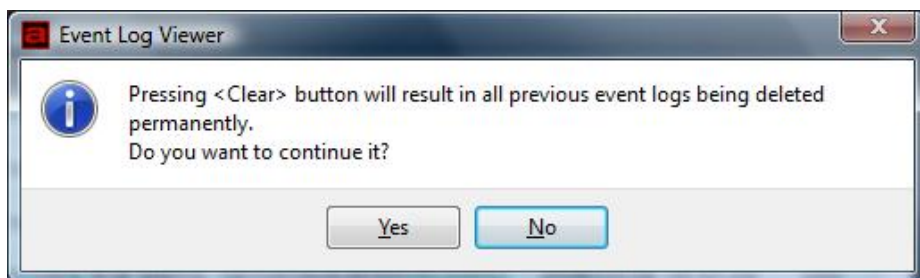 Event Log Viewer
Pressing <Clear> button will result in all previous event logs being deleted
permanently.
Do you want to continue it?
Yes
No